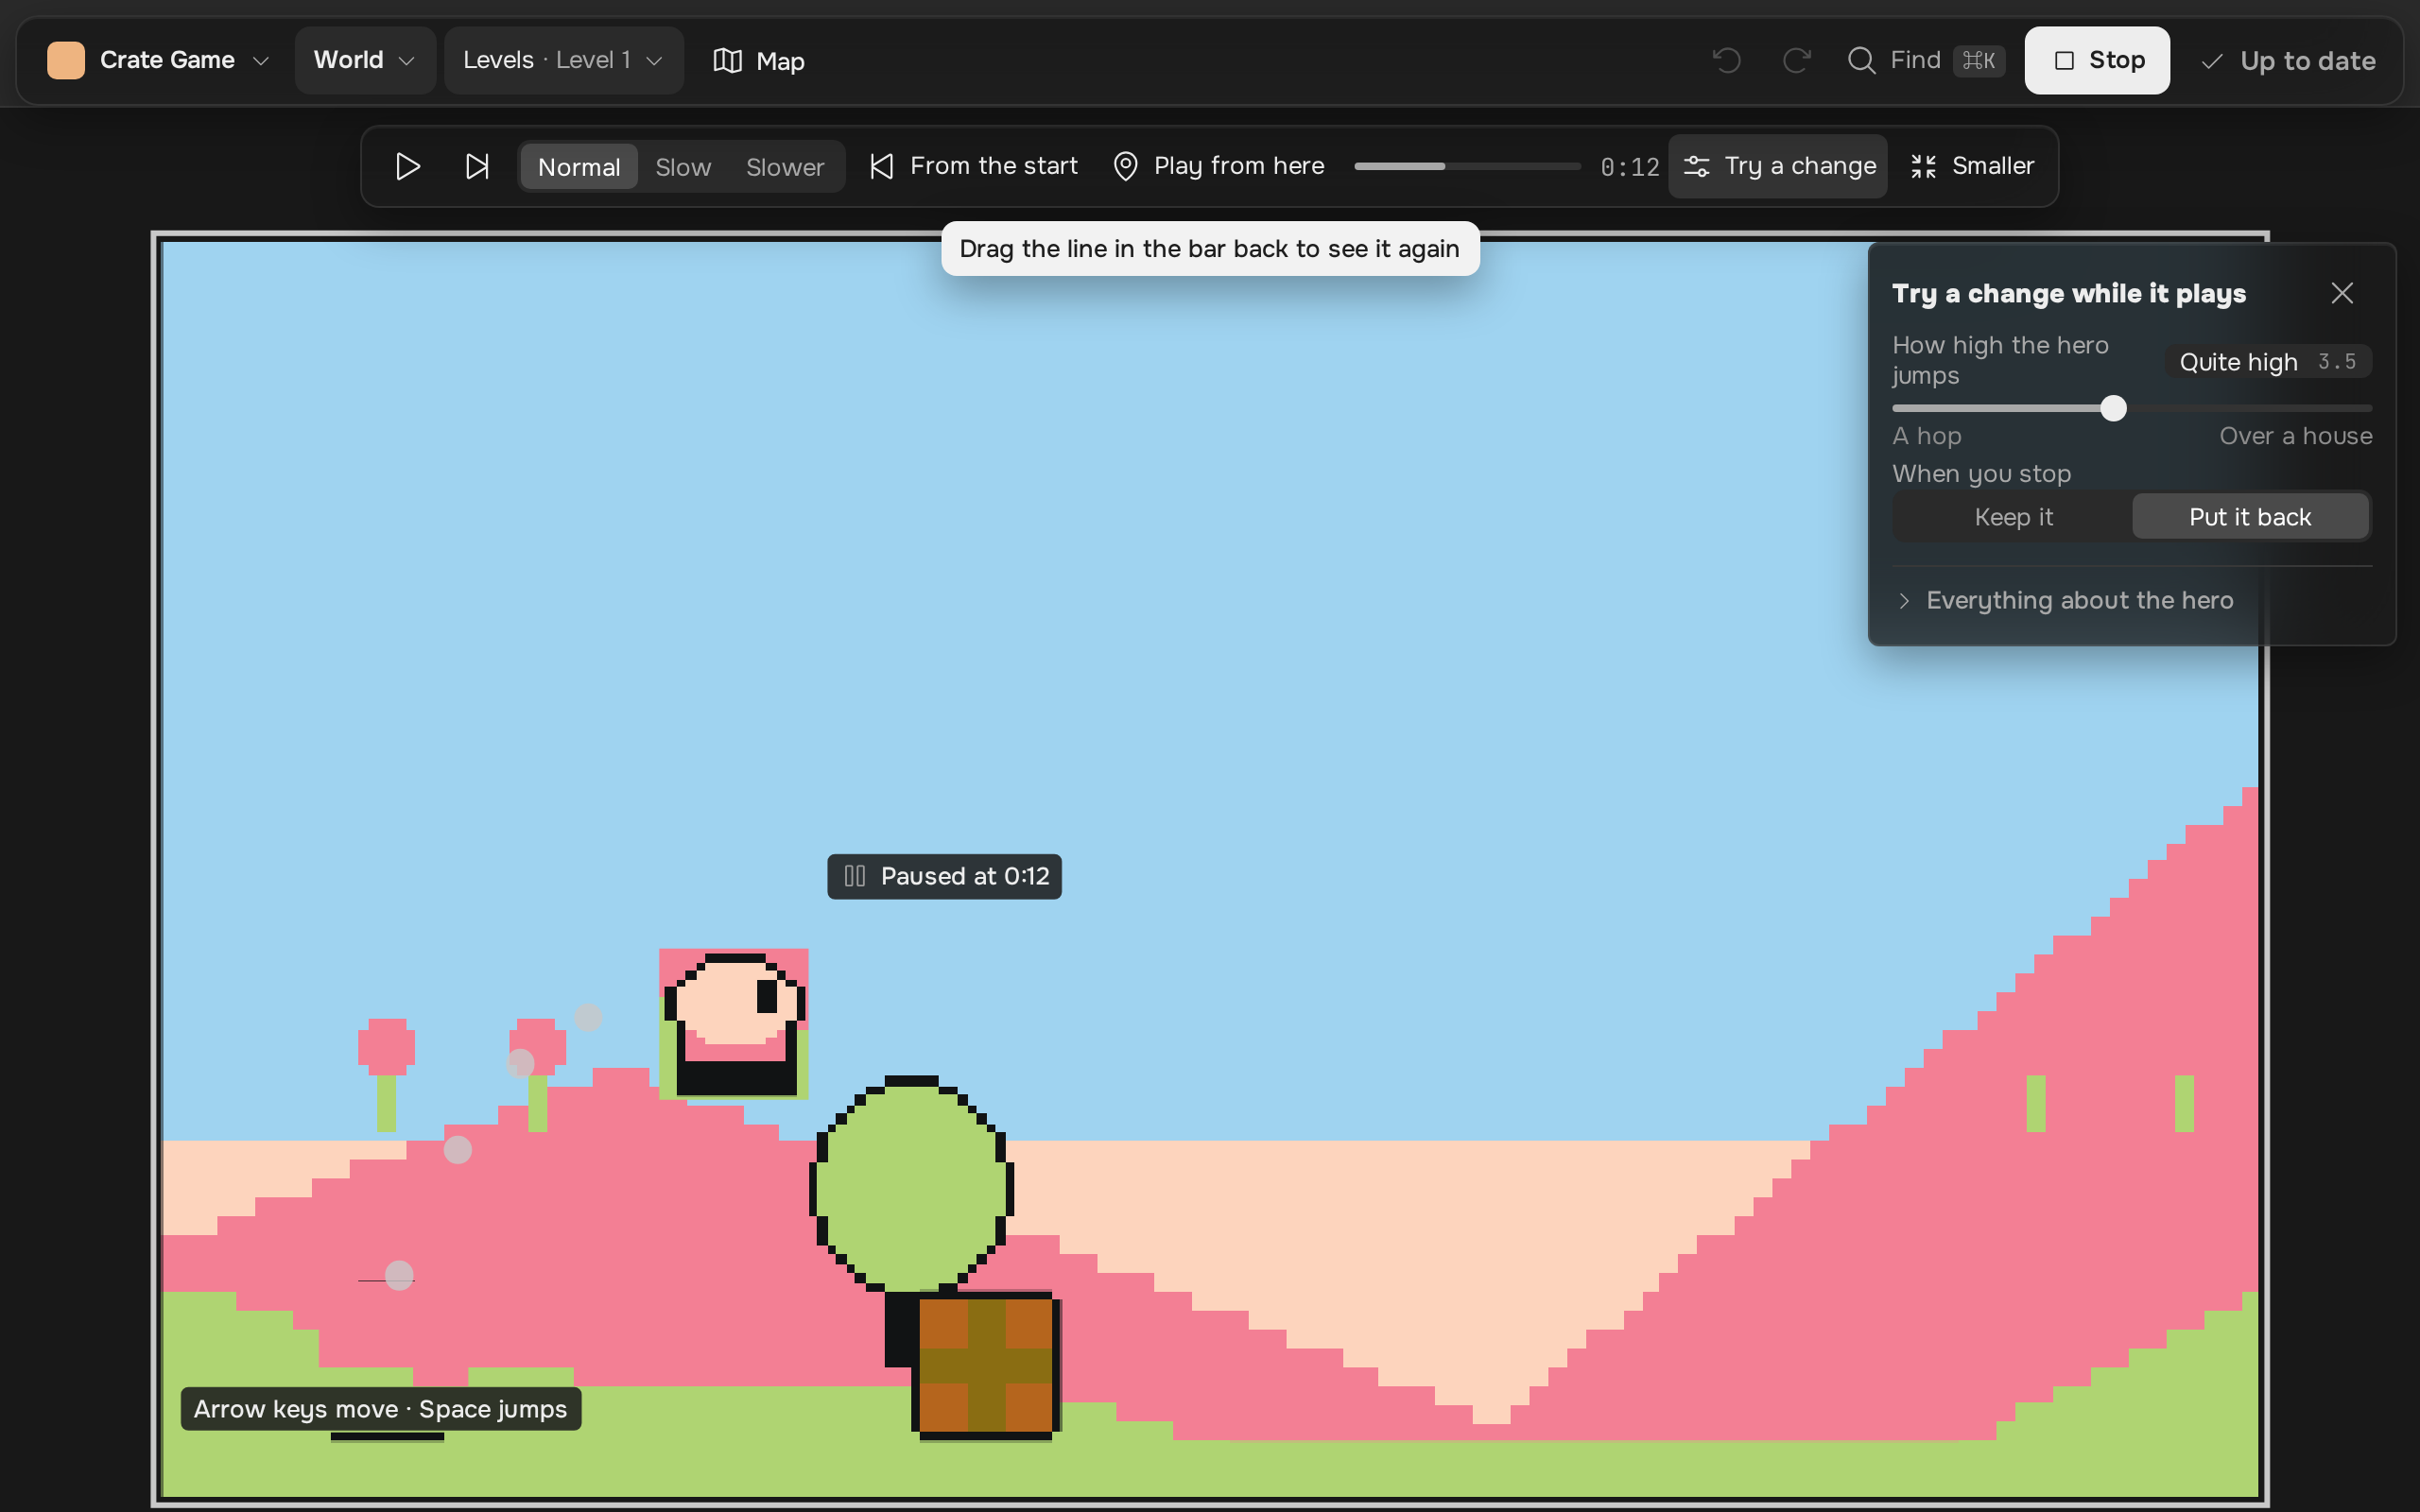 Crate Game
World
Levels · Level 1
Map
Find ⌘K
Stop
Up to date
Normal
Slow
Slower
From the start
Play from here
0:12
Try a change
Smaller
Drag the line in the bar back to see it again
Try a change while it plays
How high the hero
jumps
Quite high 3.5
A hop
Over a house
When you stop
Keep it
Put it back
Everything about the hero
Paused at 0:12
Arrow keys move · Space jumps